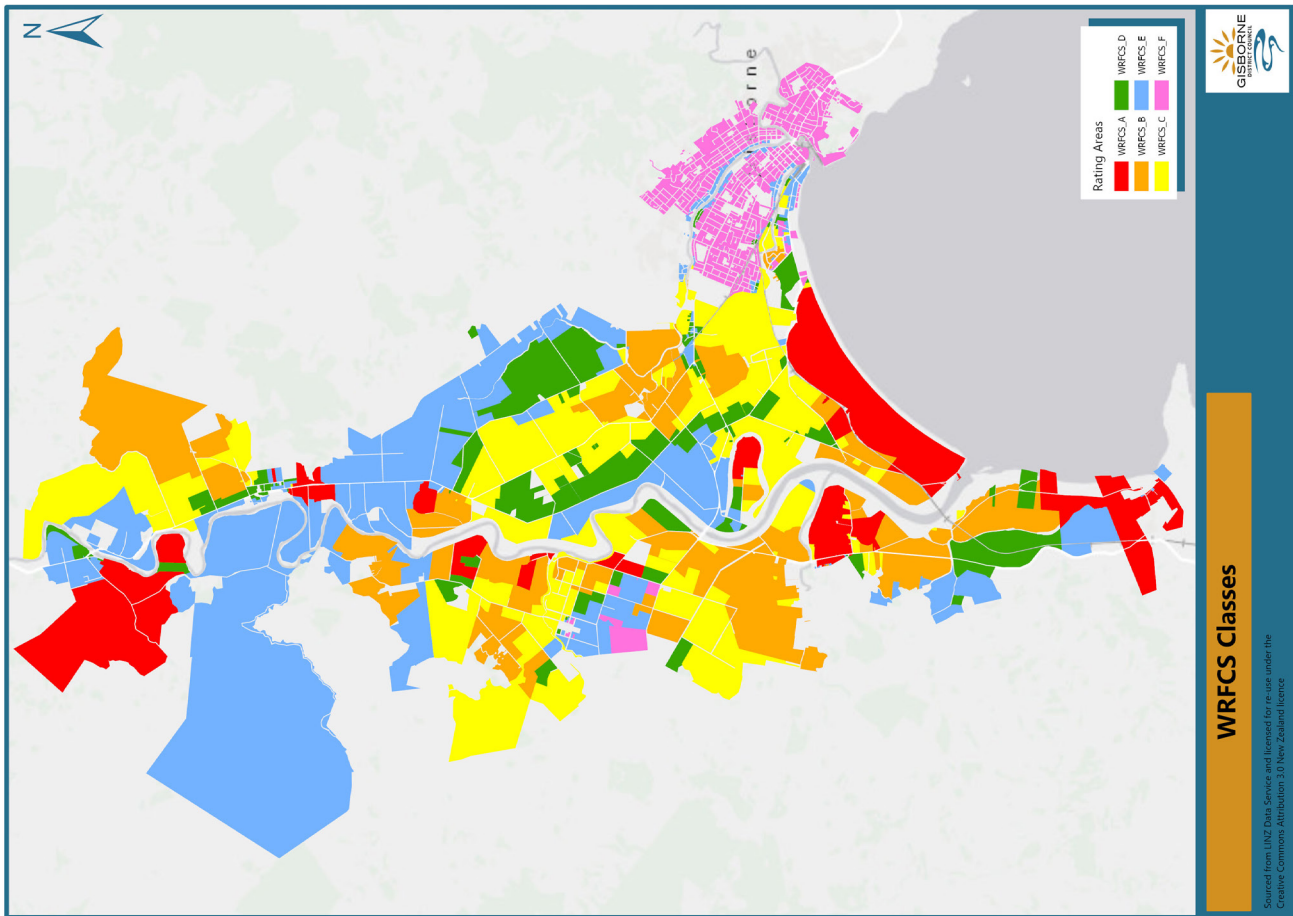 N
orne
Rating Areas
WRFCS_A WRFCS_D
WRFCS_B WRFCS_E
WRFCS_C WRFCS_F
WRFCS Classes
Sourced from LINZ Data Service and licensed for re-use under the
Creative Commons Attribution 3.0 New Zealand licence
GISBORNE
DISTRICT COUNCIL